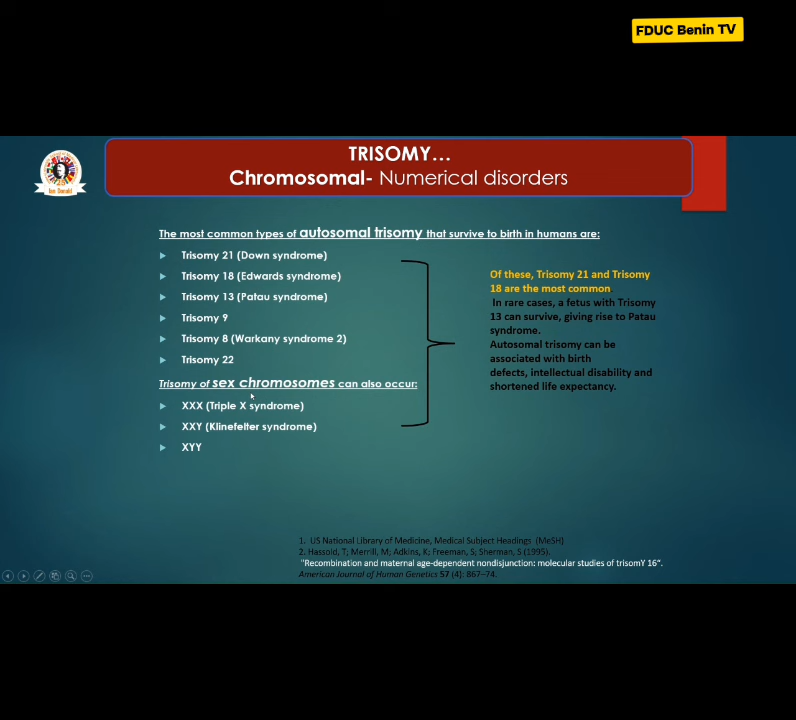 FDUC Benin TV
TRISOMY...
Chromosomal- Numerical disorders
Ian Donald
The most common types of autosomal trisomy that survive to birth in humans are:
Trisomy 21 (Down syndrome)
Trisomy 18 (Edwards syndrome)
Trisomy 13 (Patau syndrome)
Trisomy 9
Trisomy 8 (Warkany syndrome 2)
Trisomy 22
Trisomy of sex chromosomes can also occur:
XXX (Triple X syndrome)
XXY (Klinefelter syndrome)
XYY
Of these, Trisomy 21 and Trisomy
18 are the most common
In rare cases, a fetus with Trisomy
13 can survive, giving rise to Patau
syndrome.
Autosomal trisomy can be
associated with birth
defects, intellectual disability and
shortened life expectancy.
1. US National Library of Medicine, Medical Subject Headings (MeSH)
2. Hassold, T; Merrill, M; Adkins, K; Freeman, S; Sherman, S (1995).
"Recombination and maternal age-dependent nondisjunction: molecular studies of trisomY 16".
American Journal of Human Genetics 57 (4): 867–74.